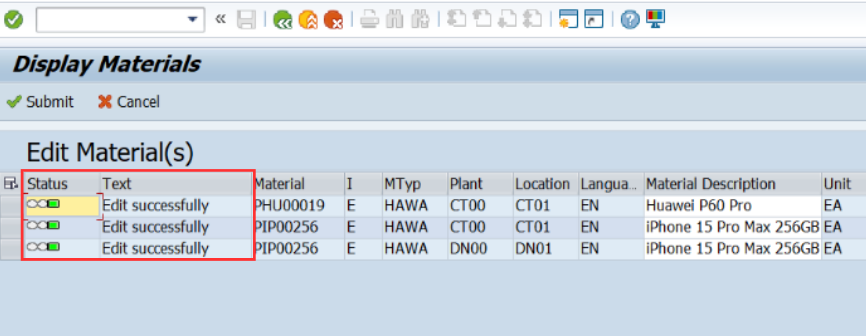 Display Materials
Submit Cancel
Edit Material(s)
Status Text Material I MTyp Plant Location Langua.. Material Description Unit
Edit successfully PHU00019 E HAWA CT00 CT01 EN Huawei P60 Pro EA
Edit successfully PIP00256 E HAWA CT00 CT01 EN iPhone 15 Pro Max 256GB EA
Edit successfully PIP00256 E HAWA DN00 DN01 EN iPhone 15 Pro Max 256GB EA